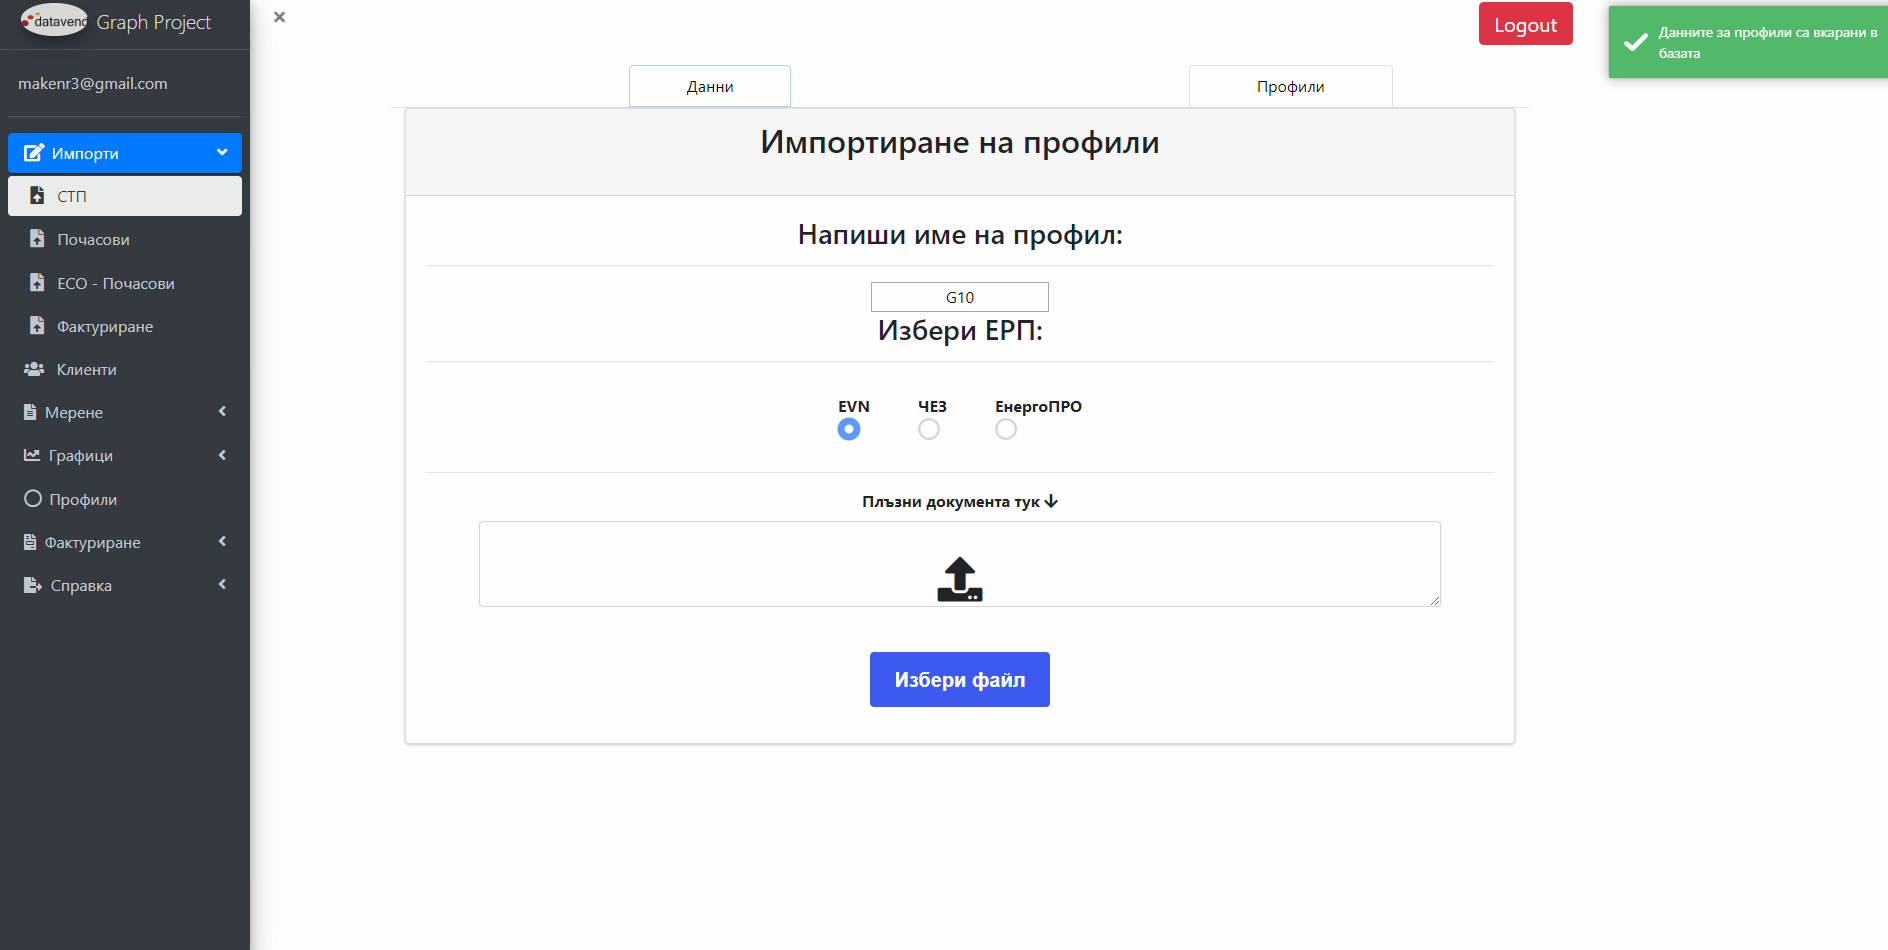 datavend
Graph Project
makenr3@gmail.com
Импорти
СТП
Почасови
ЕСО - Почасови
Фактуриране
Клиенти
Мерене
Графици
Профили
Фактуриране
Справка
×
Logout
Данните за профили са вкарани в
базата
Данни
Профили
Импортиране на профили
Напиши име на профил:
G10
Избери ЕРП:
EVN
ЧЕЗ
ЕнергоПРО
Плъзни документа тук
Избери файл